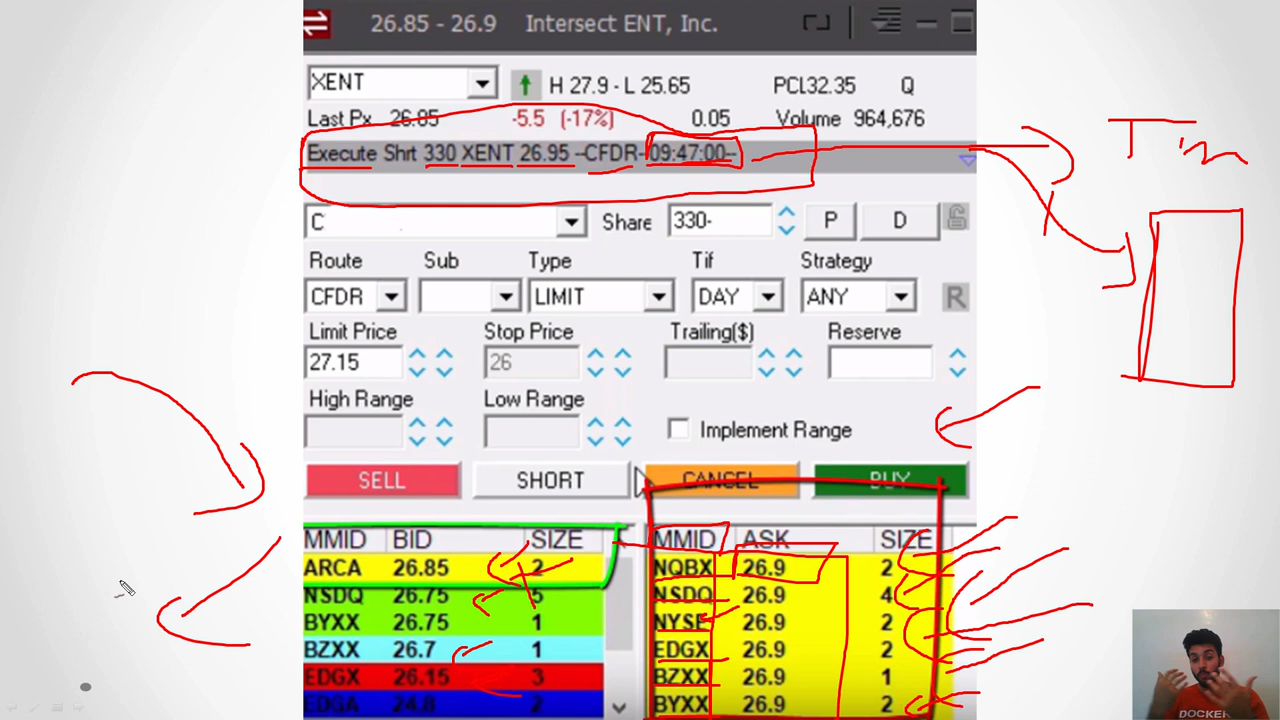 26.85 - 26.9 Intersect ENT, Inc.
XENT H 27.9 - L 25.65 PCL32.35 Q
Last Px 26.85 -5.5 (-17%) 0.05 Volume 964,676
Execute Shrt 330 XENT 26.95 --CFDR--09:47:00--
Tim
C Share 330- P D
Route Sub Type Tif Strategy
CFDR LIMIT DAY ANY R
Limit Price Stop Price Trailing($) Reserve
27.15 26
High Range Low Range
Implement Range
SELL SHORT CANCEL BUY
MMID BID SIZE MMID ASK SIZE
ARCA 26.85 2 NQBX 26.9 2
NSDQ 26.75 5 NSDQ 26.9 4
BYXX 26.75 1 NYSE 26.9 2
BZXX 26.7 1 EDGX 26.9 2
EDGX 26.15 3 BZXX 26.9 1
EDGA 24.8 2 BYXX 26.9 2
DOCKER